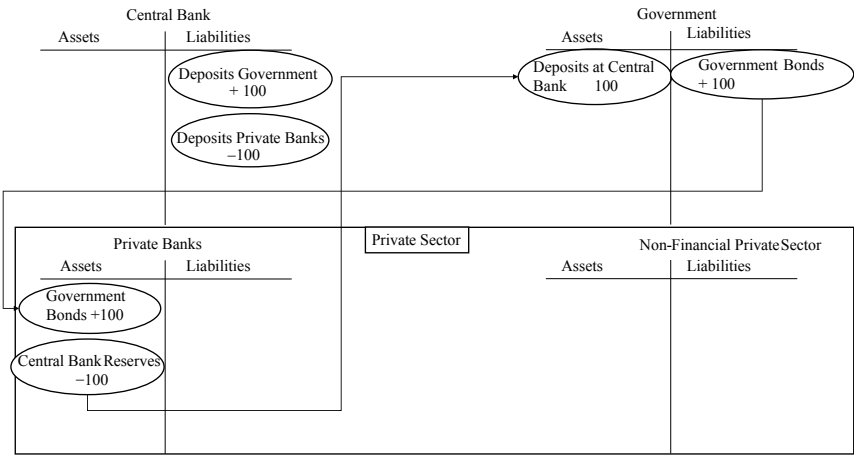 Central Bank
Assets Liabilities
Deposits Government
+ 100
Deposits Private Banks
−100
Government
Assets Liabilities
Deposits at Central
Bank 100
Government Bonds
+ 100
Private Sector
Private Banks
Assets Liabilities
Government
Bonds +100
Central Bank Reserves
−100
Non-Financial Private Sector
Assets Liabilities